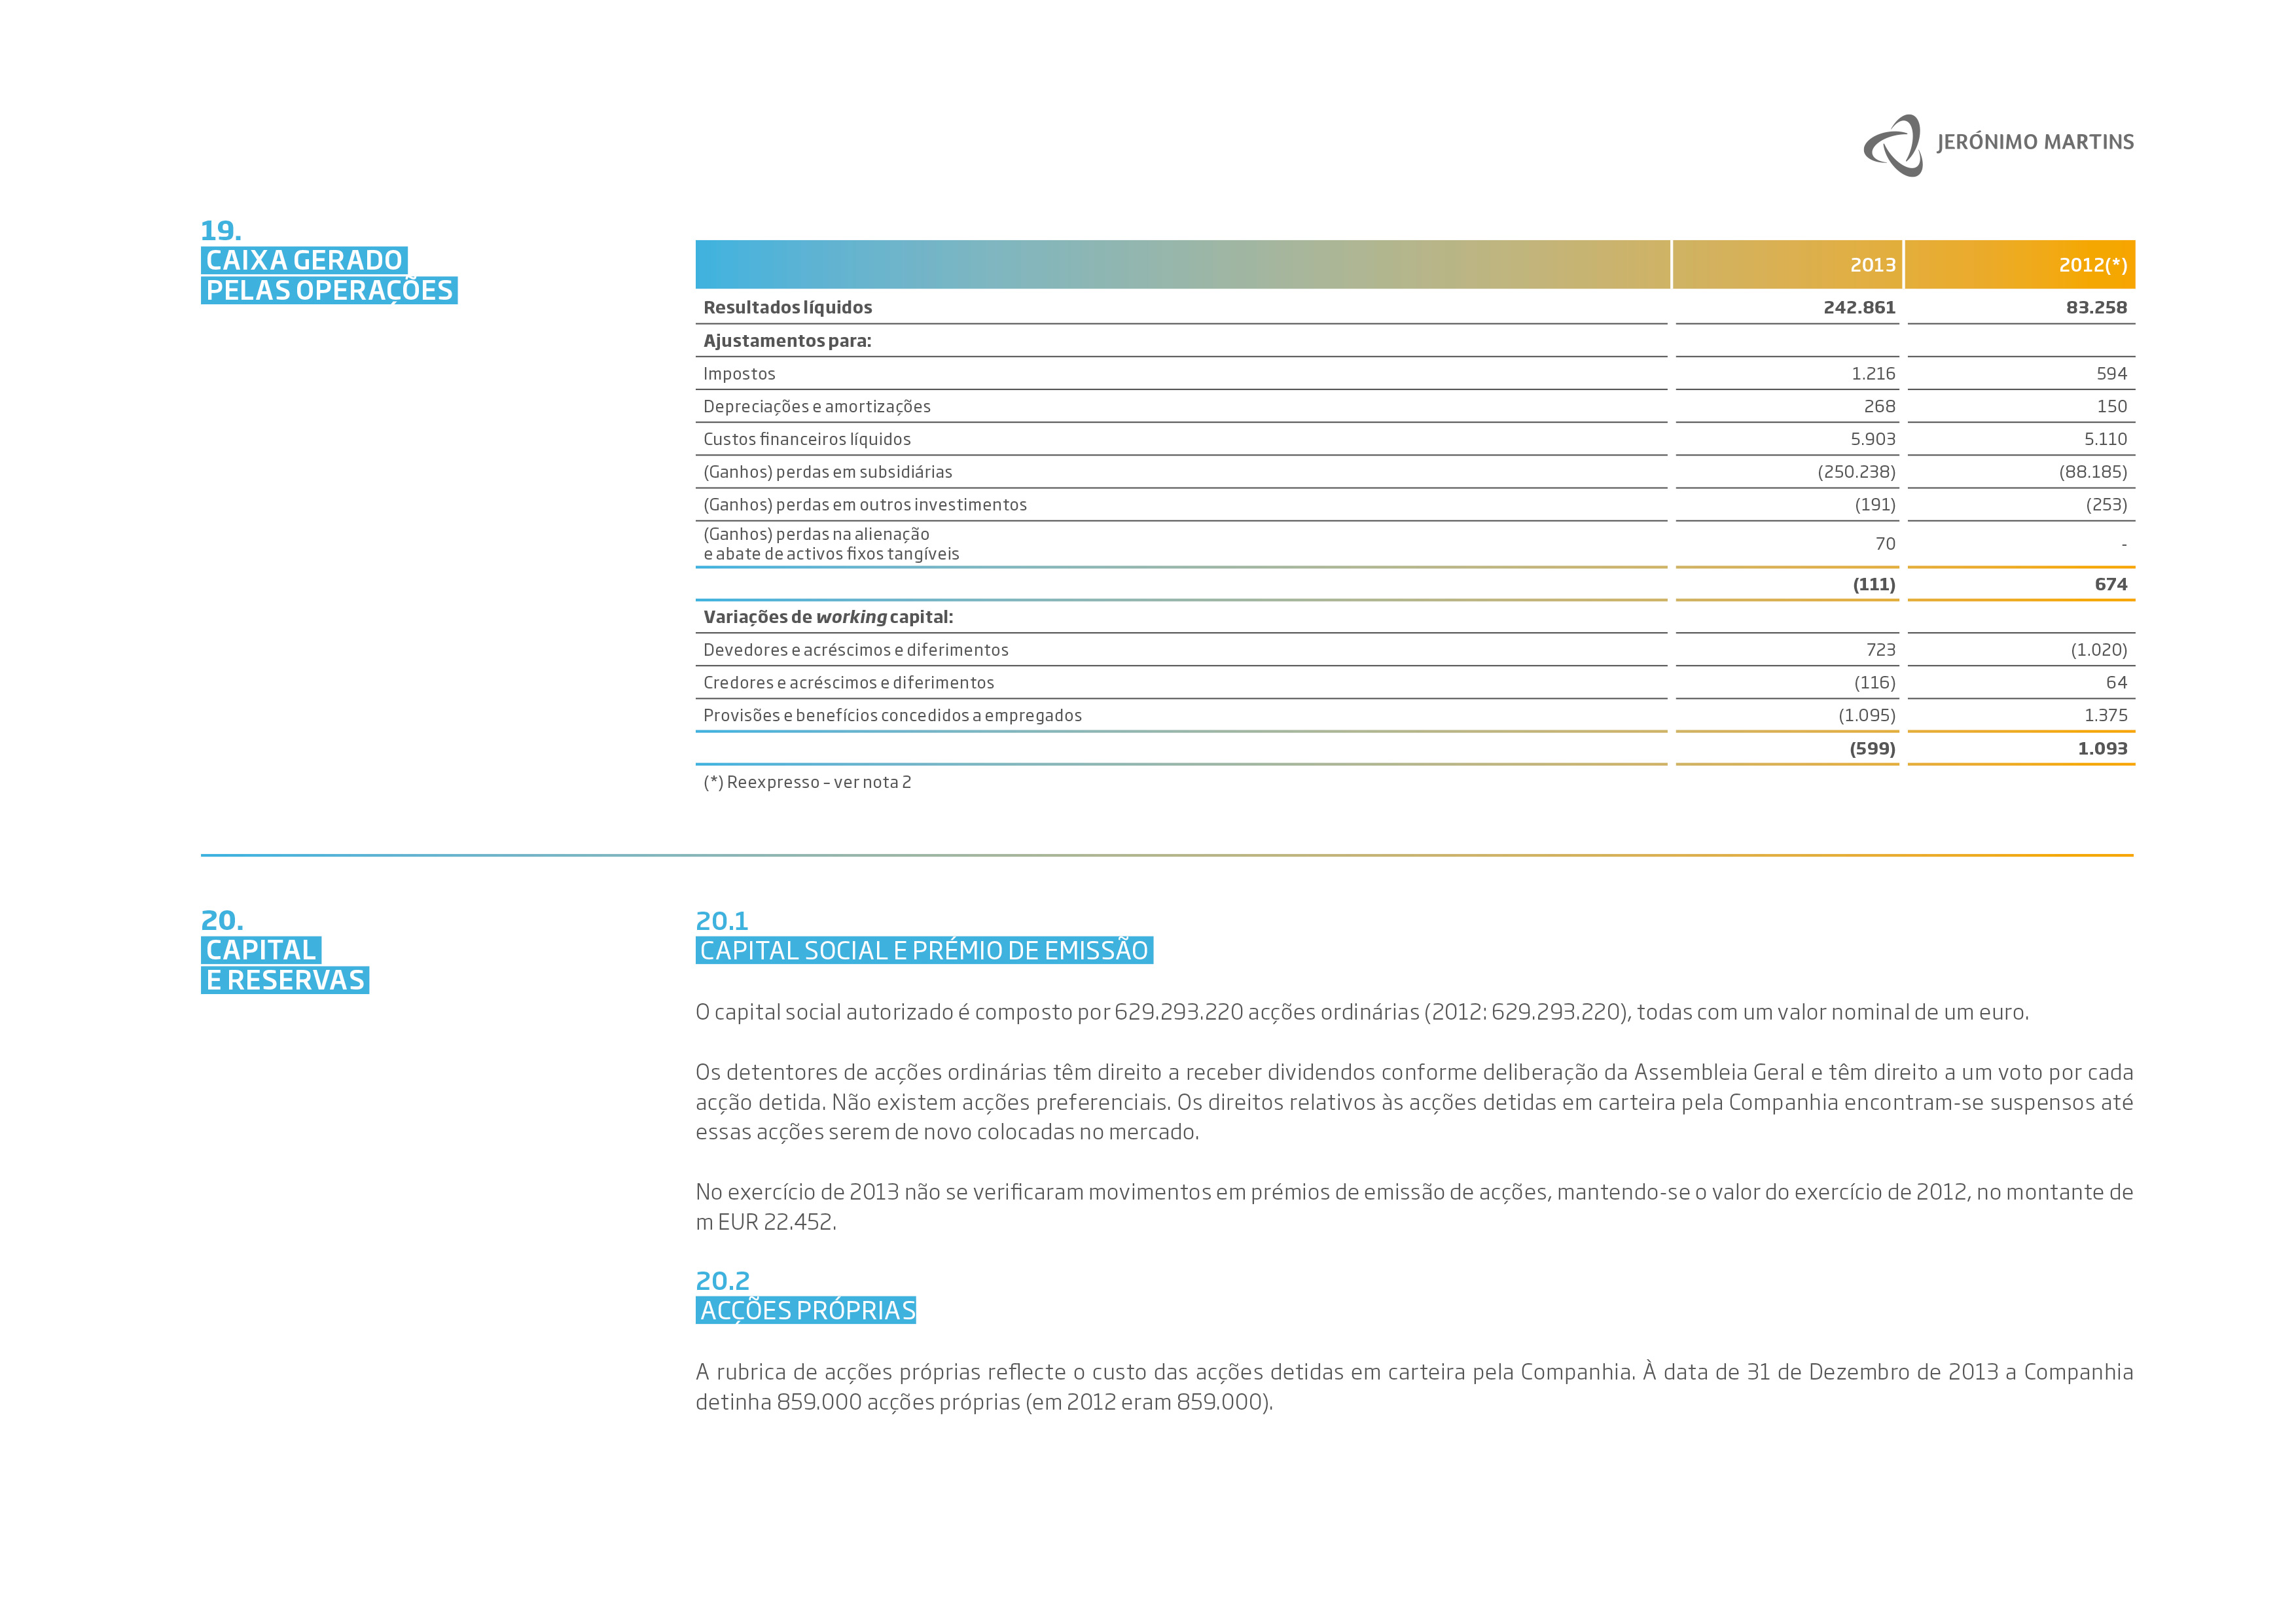 JERÓNIMO MARTINS
19.
CAIXA GERADO
PELAS OPERAÇÕES
2013 2012(*)
Resultados líquidos 242.861 83.258
Ajustamentos para:
Impostos 1.216 594
Depreciações e amortizações 268 150
Custos financeiros líquidos 5.903 5.110
(Ganhos) perdas em subsidiárias (250.238) (88.185)
(Ganhos) perdas em outros investimentos (191) (253)
(Ganhos) perdas na alienação
e abate de activos fixos tangíveis 70 -
(111) 674
Variações de working capital:
Devedores e acréscimos e diferimentos 723 (1.020)
Credores e acréscimos e diferimentos (116) 64
Provisões e benefícios concedidos a empregados (1.095) 1.375
(599) 1.093
(*) Reexpresso – ver nota 2
20.
CAPITAL
E RESERVAS
20.1
CAPITAL SOCIAL E PRÉMIO DE EMISSÃO
O capital social autorizado é composto por 629.293.220 acções ordinárias (2012: 629.293.220), todas com um valor nominal de um euro.
Os detentores de acções ordinárias têm direito a receber dividendos conforme deliberação da Assembleia Geral e têm direito a um voto por cada
acção detida. Não existem acções preferenciais. Os direitos relativos às acções detidas em carteira pela Companhia encontram-se suspensos até
essas acções serem de novo colocadas no mercado.
No exercício de 2013 não se verificaram movimentos em prémios de emissão de acções, mantendo-se o valor do exercício de 2012, no montante de
m EUR 22.452.
20.2
ACÇÕES PRÓPRIAS
A rubrica de acções próprias reflecte o custo das acções detidas em carteira pela Companhia. À data de 31 de Dezembro de 2013 a Companhia
detinha 859.000 acções próprias (em 2012 eram 859.000).